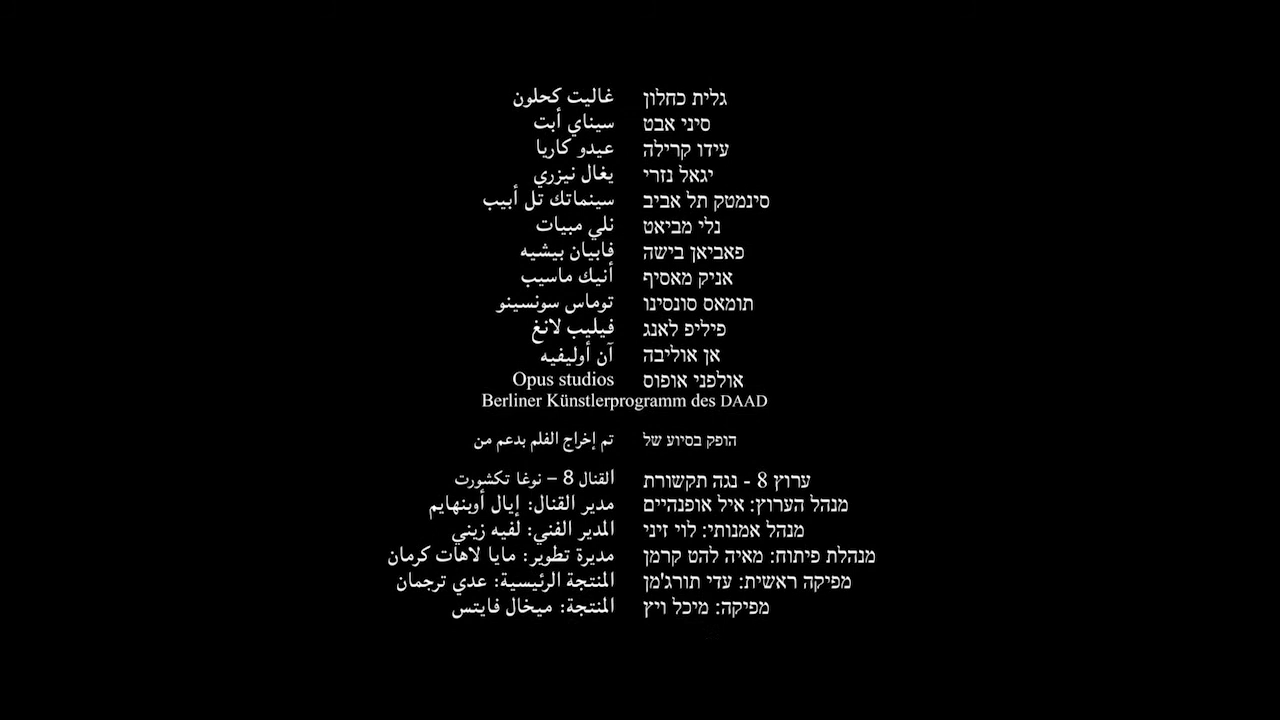 גלית כחלון غاليت كحلون
סיני אבט سيناي أبت
עידו קרילה عيدو كاريا
יגאל נזרי يغال نيزري
סינמטק תל אביב سينماتك تل أبيب
נלי מביאט نلي مبيات
פאביאן בישה فابيان بيشيه
אניק מאסיף أنيك ماسيب
תומאס סונסינו توماس سونسينو
פיליפ לאנג فيليب لانغ
אן אוליבה آن أوليفيه
אולפני אופוס Opus studios
Berliner Künstlerprogramm des DAAD
הופק בסיוע של تم إخراج الفلم بدعم من
ערוץ 8 - נגה תקשורת القنال 8 – نوغا تكشورت
מנהל הערוץ: איל אופנהיים مدير القنال: إيال أوبنهايم
מנהל אמנותי: לוי זיני المدير الفني: لفيه زيني
מנהלת פיתוח: מאיה להט קרמן مديرة تطوير: مايا لاهات كرمان
מפיקה ראשית: עדי תורג'מן المنتجة الرئيسية: عدي ترجمان
מפיקה: מיכל ויץ المنتجة: ميخال فايتس